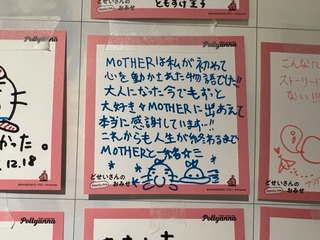 ともすけ
Pollyanna
Pollyanna
MOTHERは私が初めて
心を動かされた物語でした!!
大人になった今でもずっと
大好きなMOTHERに出あえて
本当に感謝しています…!!
これからも人生が終わるまで
MOTHERと一緒☆ミ
どせいさんの
おみせ
かった。
12.18
こんなに
ストーリー
ない!!!
どせいさんの
おみせ
Pollyanna
Pollyanna